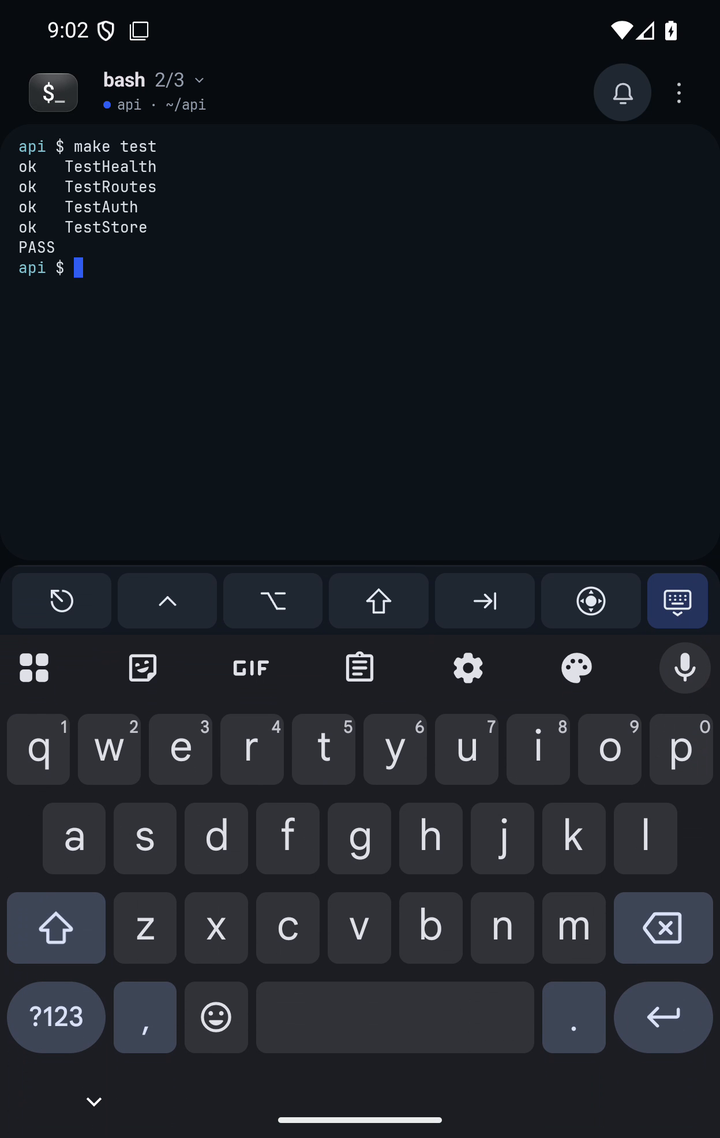 9:02
$_ bash 2/3
api · ~/api
api $ make test
ok   TestHealth
ok   TestRoutes
ok   TestAuth
ok   TestStore
PASS
api $
GIF
q 1 w 2 e 3 r 4 t 5 y 6 u 7 i 8 o 9 p 0
a s d f g h j k l
z x c v b n m
?123 , .